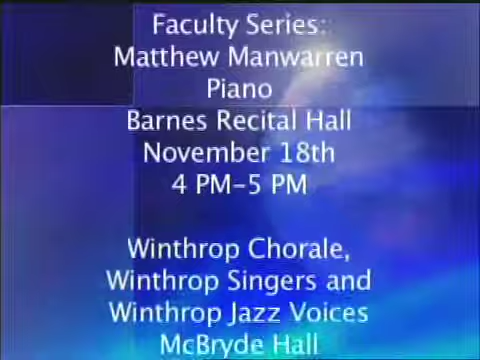 Faculty Series:
Matthew Manwarren
Piano
Barnes Recital Hall
November 18th
4 PM-5 PM
Winthrop Chorale,
Winthrop Singers and
Winthrop Jazz Voices
McBryde Hall